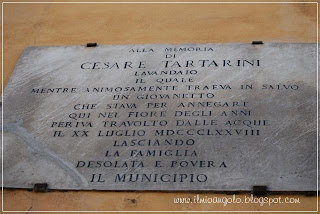 ALLA MEMORIA
DI
CESARE TARTARINI
LAVANDAIO
IL QUALE
MENTRE ANIMOSAMENTE TRAEVA IN SALVO
UN GIOVANETTO
CHE STAVA PER ANNEGARE
QUI NEL FIORE DEGLI ANNI
PERIVA TRAVOLTO DALLE ACQUE
IL XX LUGLIO MDCCCLXXVIII
LASCIANDO
LA FAMIGLIA
DESOLATA E POVERA
IL MUNICIPIO
www.ilmioangolo.blogspot.com